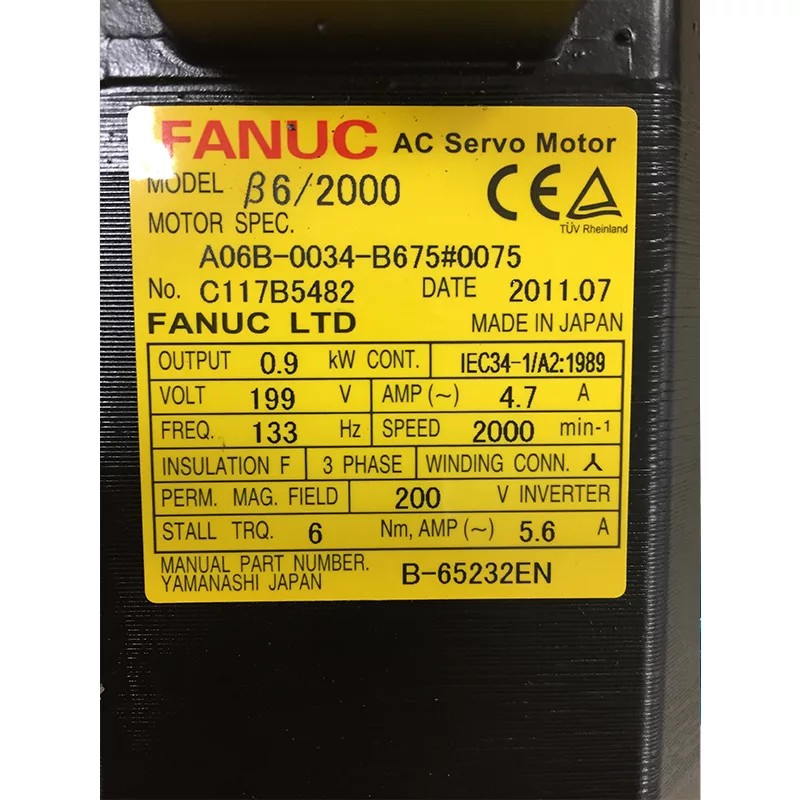 FANUC AC Servo Motor
MODEL β6/2000
CE TÜV Rheinland
MOTOR SPEC.
A06B-0034-B675#0075
No. C117B5482 DATE 2011.07
FANUC LTD MADE IN JAPAN
OUTPUT 0.9 kW CONT. IEC34-1/A2:1989
VOLT 199 V AMP (~) 4.7 A
FREQ. 133 Hz SPEED 2000 min-1
INSULATION F 3 PHASE WINDING CONN. 人
PERM. MAG. FIELD 200 V INVERTER
STALL TRQ. 6 Nm, AMP (~) 5.6 A
MANUAL PART NUMBER. B-65232EN
YAMANASHI JAPAN